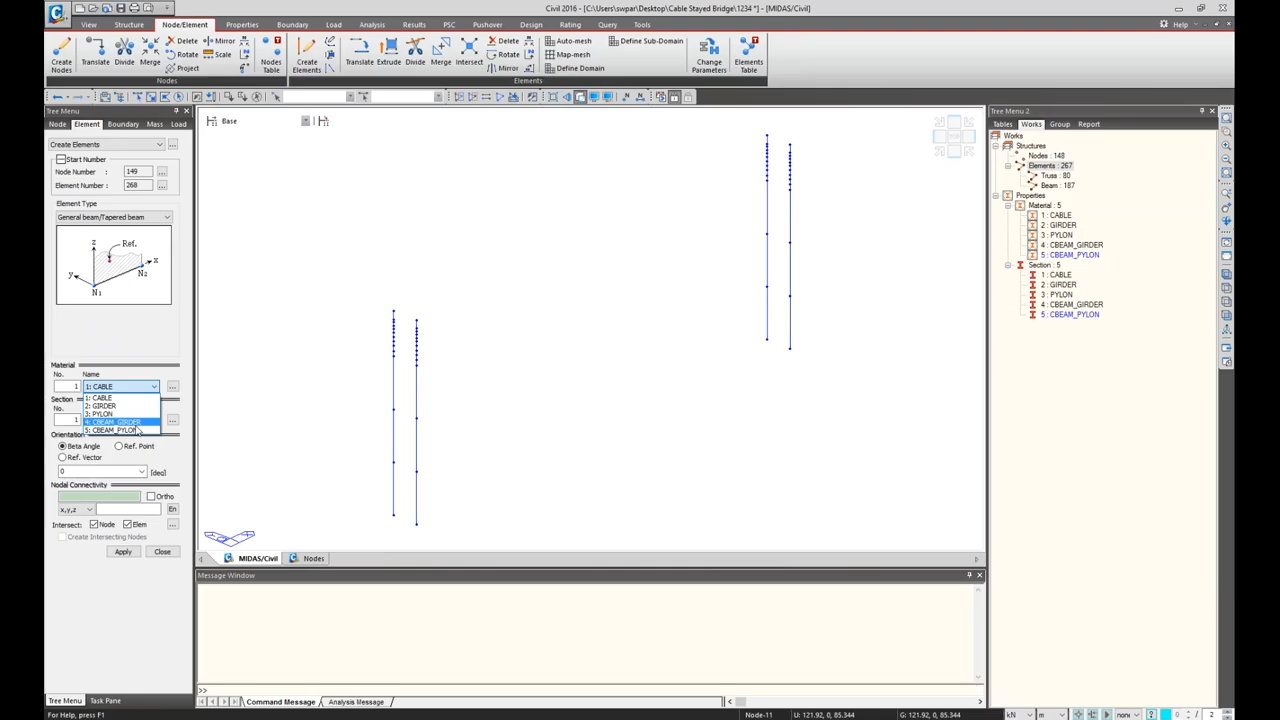 Civil 2016 - [C:\Users\swpark\Desktop\Cable Stayed Bridge\1234 *] - [MIDAS/Civil]
View Structure Node/Element Properties Boundary Load Analysis Results PSC Pushover Design Rating Query Tools Help
Create Nodes Translate Divide Merge Delete Rotate Project Mirror Scale Nodes Table
Create Elements Translate Extrude Divide Merge Intersect Delete Rotate Mirror Auto-mesh Map-mesh Define Domain Define Sub-Domain Change Parameters Elements Table
Nodes Elements
Tree Menu
Node Element Boundary Mass Load
Create Elements
Start Number
Node Number : 149
Element Number : 268
Element Type
General beam/Tapered beam
z Ref. x y N1 N2
Material
No. Name
1 1: CABLE
1: CABLE
2: GIRDER
3: PYLON
4: CBEAM_GIRDER
5: CBEAM_PYLON
Section
No.
1
Orientation
Beta Angle Ref. Point
Ref. Vector
0 [deg]
Nodal Connectivity
Ortho
x,y,z En
Intersect: Node Elem
Create Intersecting Nodes
Apply Close
Tree Menu Task Pane
Base
MIDAS/Civil Nodes
Message Window
>>
Command Message Analysis Message
Tree Menu 2
Tables Works Group Report
Works
Structures
Nodes : 148
Elements : 267
Truss : 80
Beam : 187
Properties
Material : 5
1 : CABLE
2 : GIRDER
3 : PYLON
4 : CBEAM_GIRDER
5 : CBEAM_PYLON
Section : 5
1 : CABLE
2 : GIRDER
3 : PYLON
4 : CBEAM_GIRDER
5 : CBEAM_PYLON
For Help, press F1 Node-11 U: 121.92, 0, 85.344 G: 121.92, 0, 85.344 kN m none 0 / 2